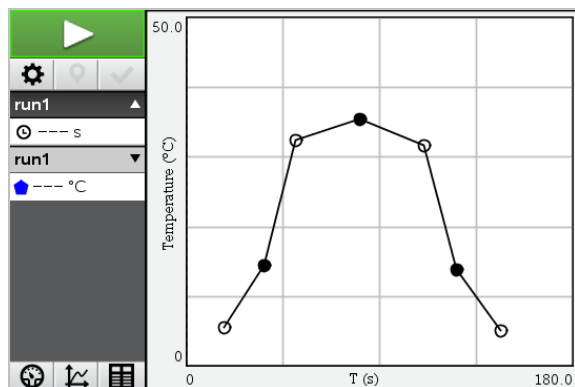 run1
--- s
run1
--- °C
50.0
Temperature (°C)
0
0
T (s)
180.0